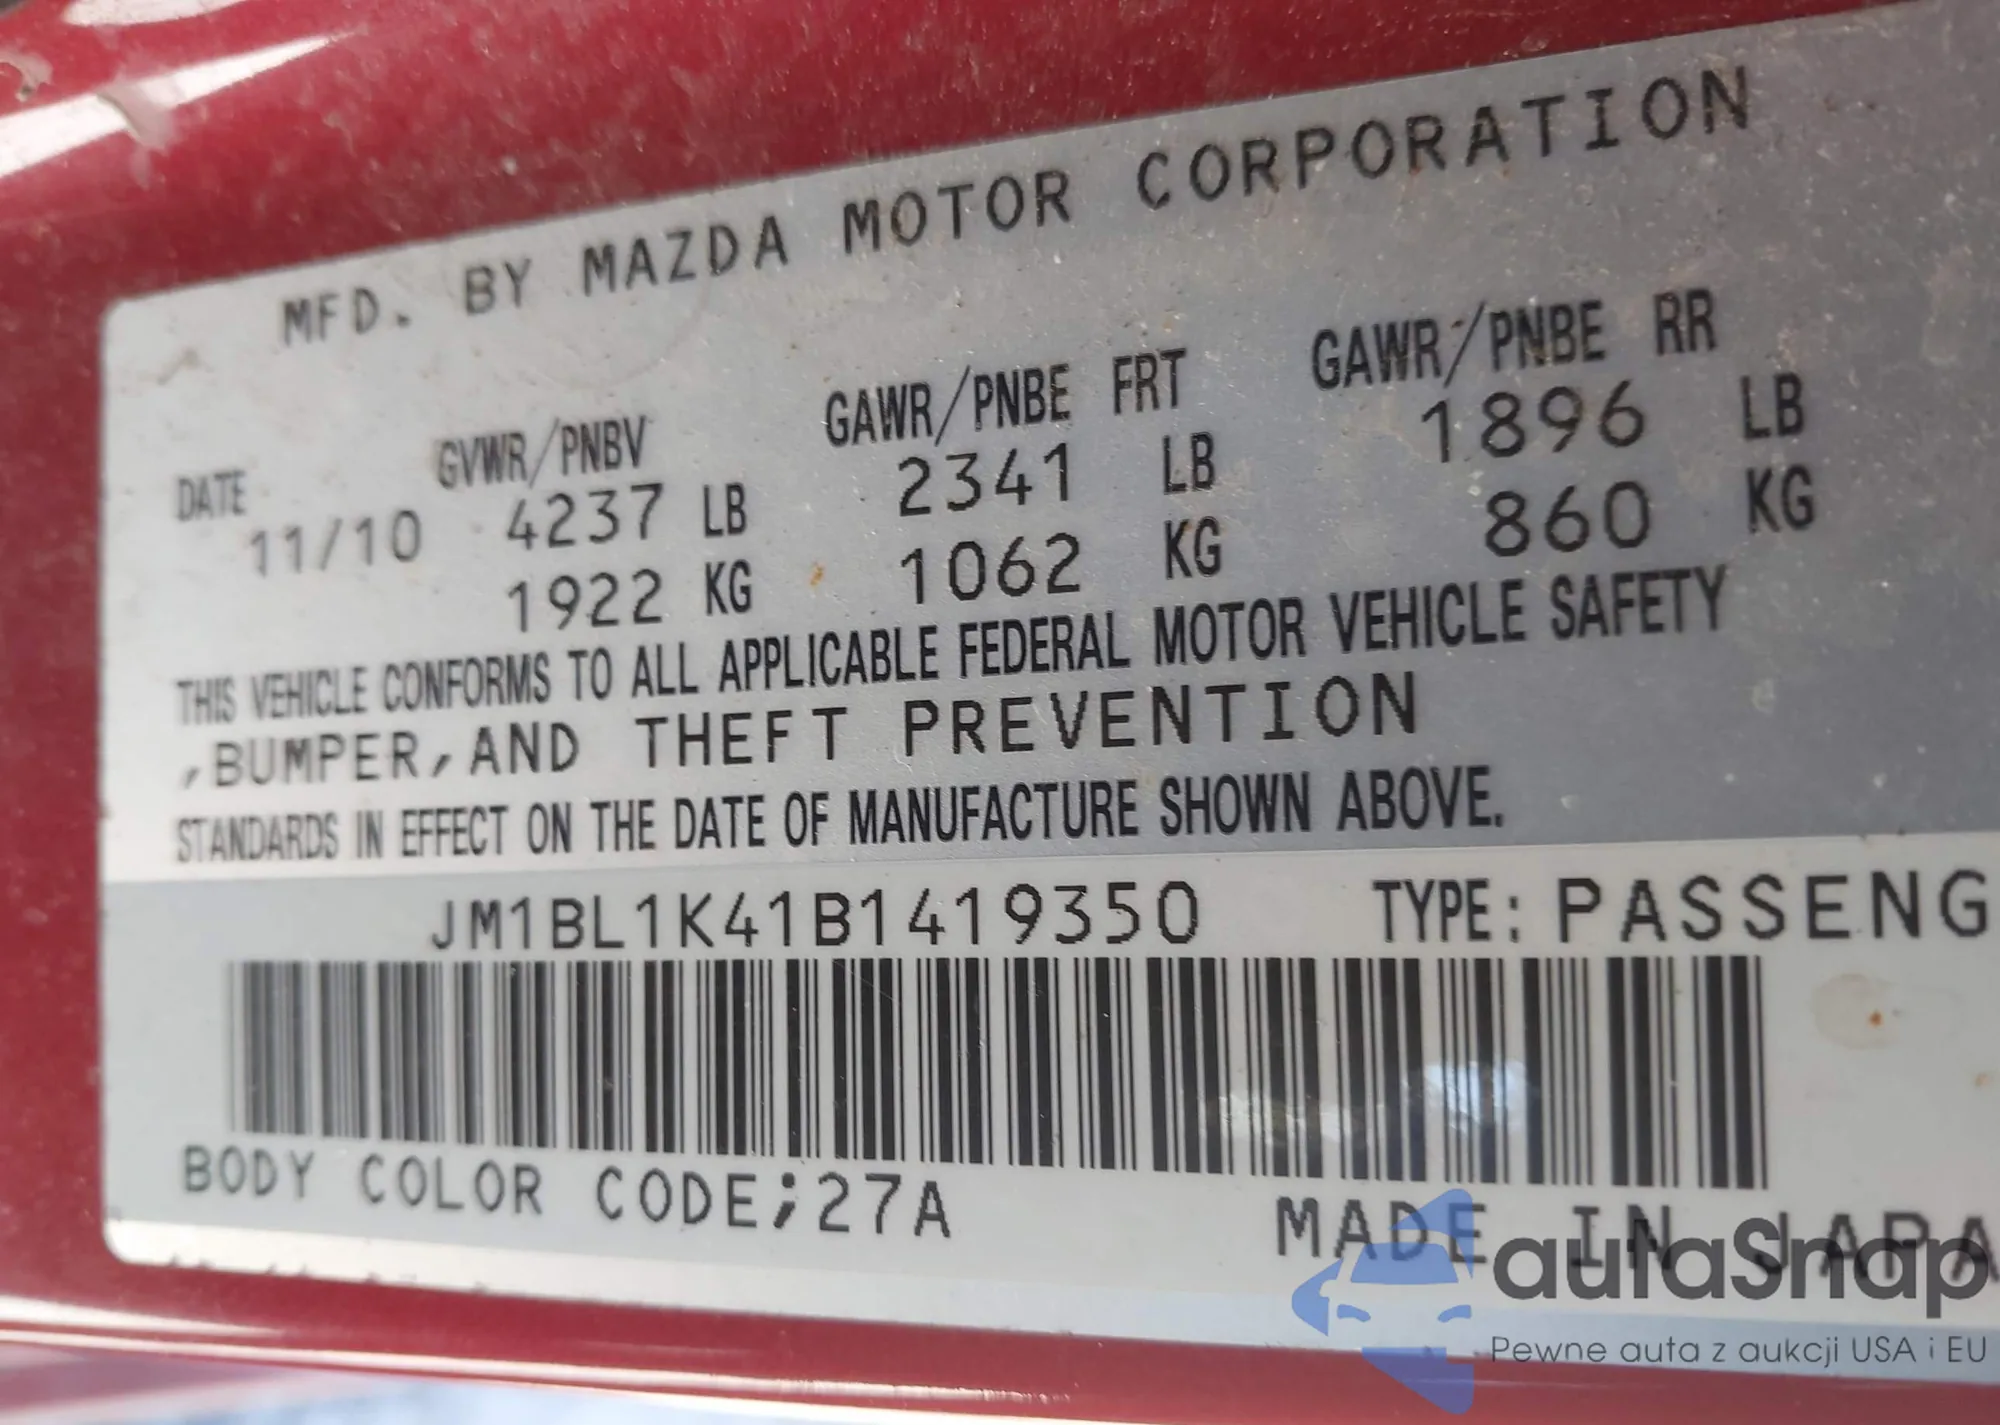 MFD. BY MAZDA MOTOR CORPORATION
DATE GVWR/PNBV GAWR/PNBE FRT GAWR/PNBE RR
11/10 4237 LB 2341 LB 1896 LB
1922 KG 1062 KG 860 KG
THIS VEHICLE CONFORMS TO ALL APPLICABLE FEDERAL MOTOR VEHICLE SAFETY
,BUMPER,AND THEFT PREVENTION
STANDARDS IN EFFECT ON THE DATE OF MANUFACTURE SHOWN ABOVE.
JM1BL1K41B1419350 TYPE: PASSENG
BODY COLOR CODE;27A
MADE IN JAPA
autaSnap
Pewne auta z aukcji USA i EU